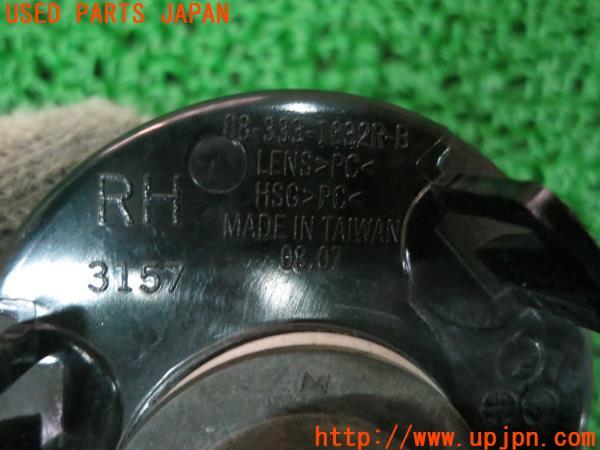 USED PARTS JAPAN
08-333-1632R-B
LENS>PC<
HSG>PC<
MADE IN TAIWAN
08.07
RH
3157
http://www.upjpn.com